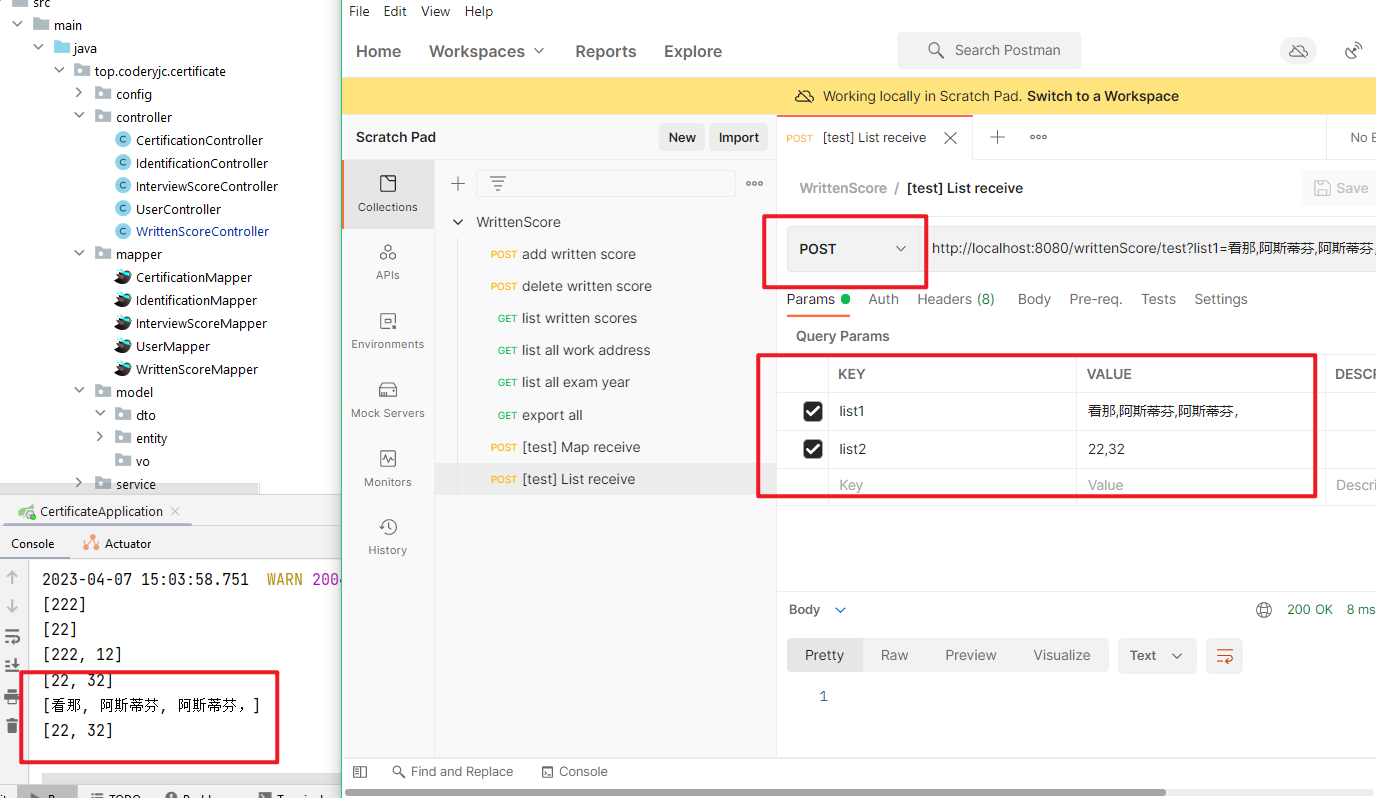 src
main
java
top.coderyjc.certificate
config
controller
CertificationController
IdentificationController
InterviewScoreController
UserController
WrittenScoreController
mapper
CertificationMapper
IdentificationMapper
InterviewScoreMapper
UserMapper
WrittenScoreMapper
model
dto
entity
vo
service
CertificateApplication
Console Actuator
2023-04-07 15:03:58.751 WARN 2004
[222]
[22]
[222, 12]
[22, 32]
[看那, 阿斯蒂芬, 阿斯蒂芬，]
[22, 32]
File Edit View Help
Home Workspaces Reports Explore Search Postman
Working locally in Scratch Pad. Switch to a Workspace
Scratch Pad New Import
POST [test] List receive No E
Collections
APIs
Environments
Mock Servers
Monitors
History
WrittenScore
POST add written score
POST delete written score
GET list written scores
GET list all work address
GET list all exam year
GET export all
POST [test] Map receive
POST [test] List receive
WrittenScore / [test] List receive Save
POST http://localhost:8080/writtenScore/test?list1=看那,阿斯蒂芬,阿斯蒂芬,
Params Auth Headers (8) Body Pre-req. Tests Settings
Query Params
KEY VALUE DESCR
list1 看那,阿斯蒂芬,阿斯蒂芬，
list2 22,32
Key Value Descri
Body 200 OK 8 ms
Pretty Raw Preview Visualize Text
1
Find and Replace Console